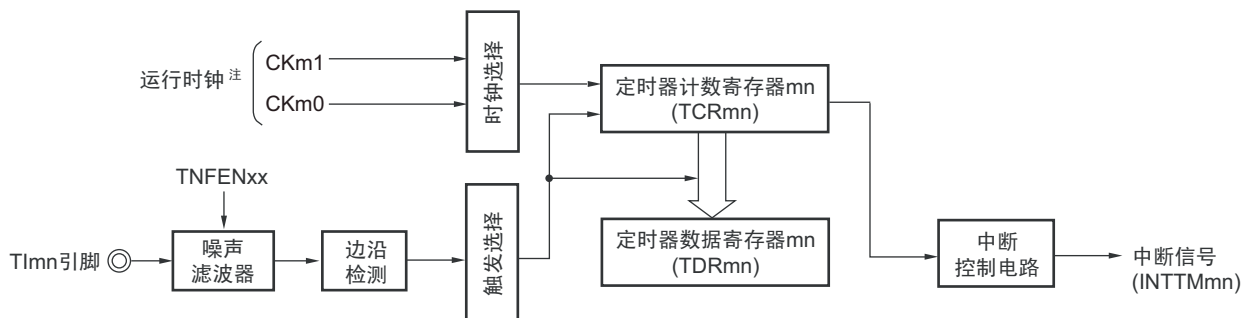 运行时钟 注
CKm1
CKm0
时钟选择
定时器计数寄存器mn
(TCRmn)
TNFENxx
TImn引脚
噪声
滤波器
边沿
检测
触发选择
定时器数据寄存器mn
(TDRmn)
中断
控制电路
中断信号
(INTTMmn)